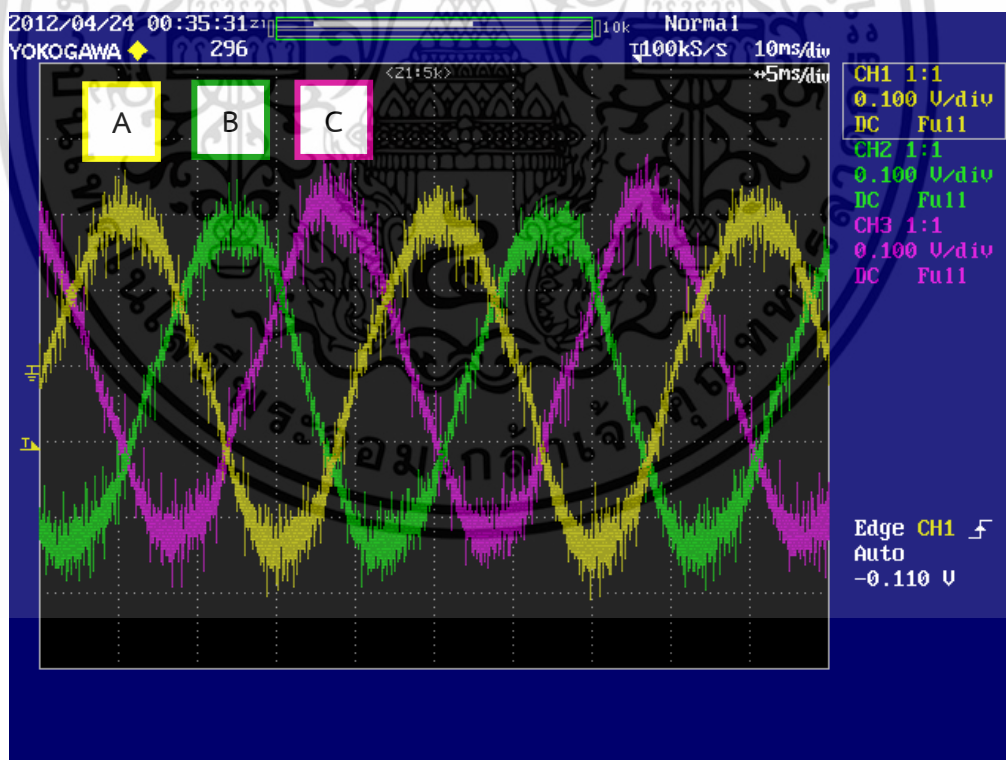 2012/04/24 00:35:31 Z1 10k Normal
YOKOGAWA 296 100kS/s 10ms/div
<Z1:5k> 5ms/div
A B C
CH1 1:1
0.100 V/div
DC Full
CH2 1:1
0.100 V/div
DC Full
CH3 1:1
0.100 V/div
DC Full
T
Edge CH1
Auto
-0.110 V